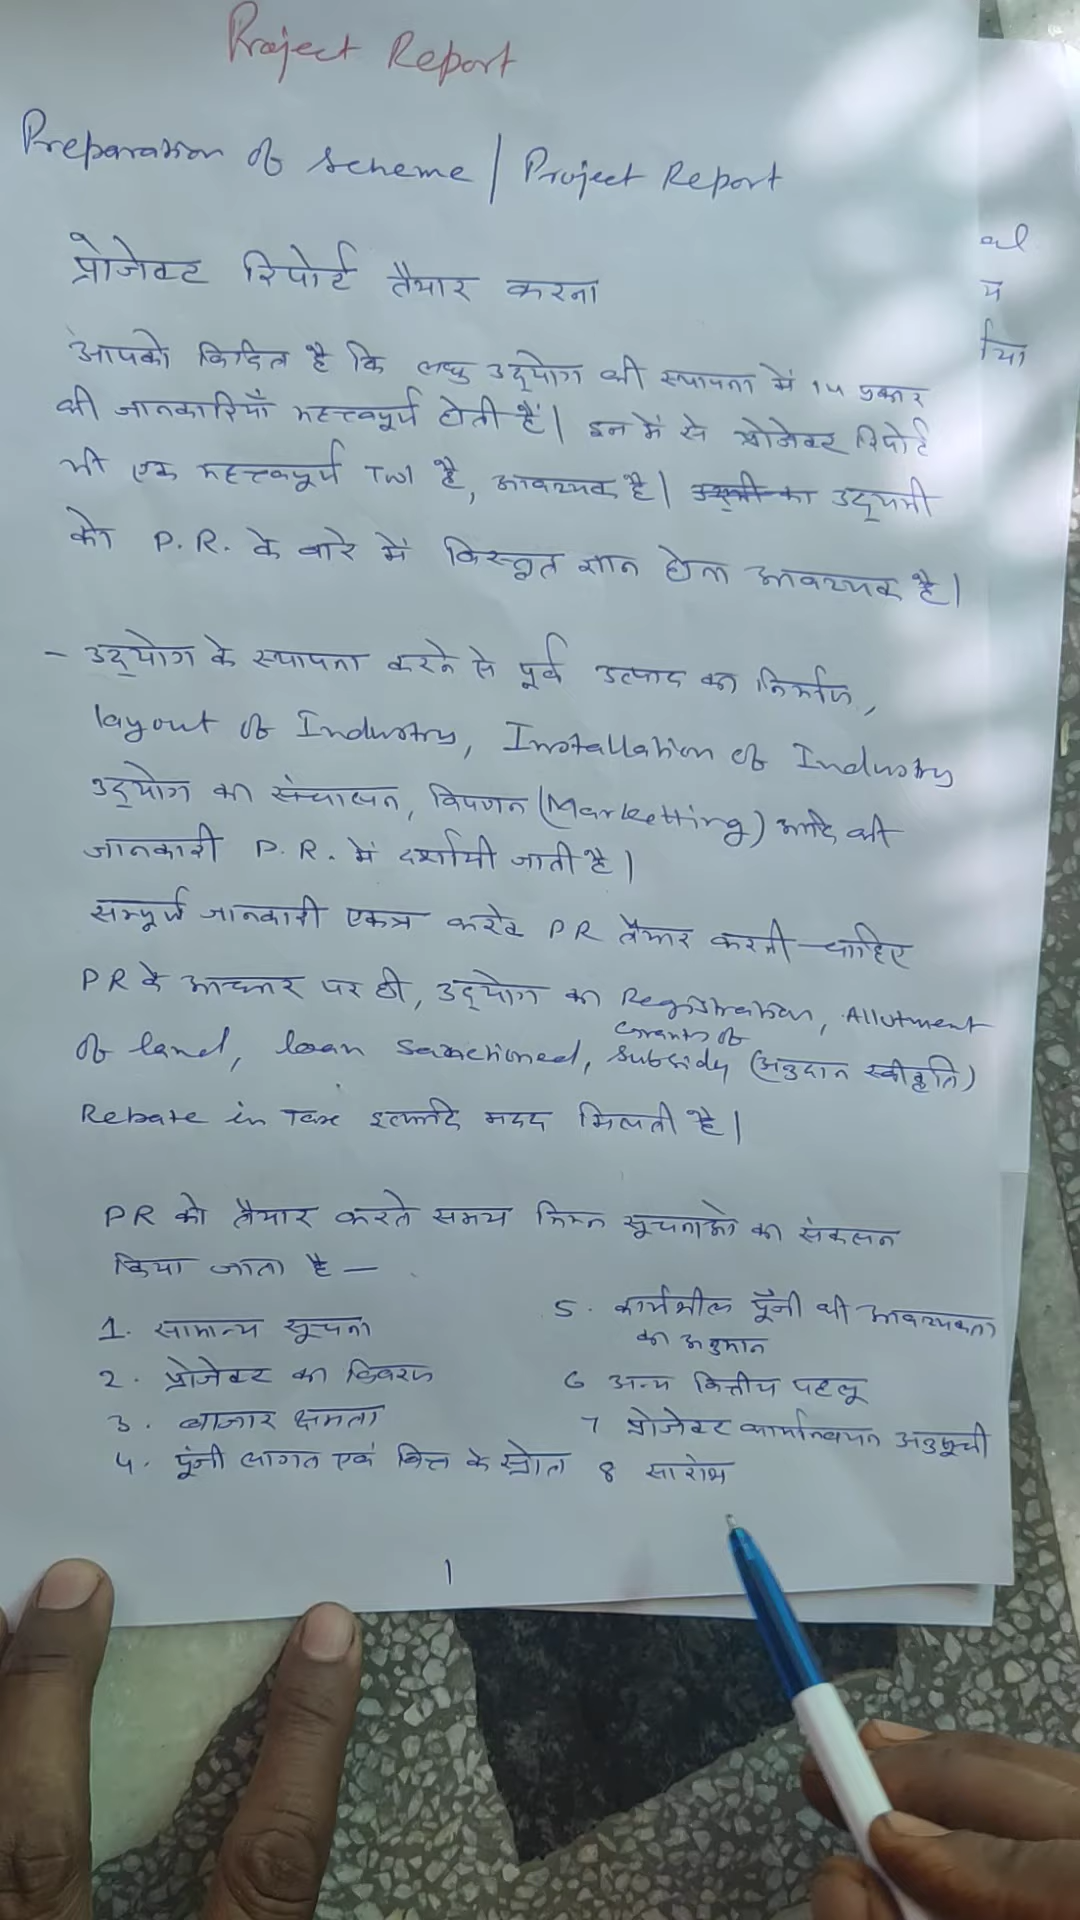 Project Report
Preparation of scheme / Project Report
प्रोजेक्ट रिपोर्ट तैयार करना
आपको विदित है कि लघु उद्योग की स्थापना में 14 प्रकार
की जानकारियाँ महत्त्वपूर्ण होती हैं। इन में से प्रोजेक्ट रिपोर्ट
भी एक महत्त्वपूर्ण है, आवश्यक है। उद्यमी
को P.R. के बारे में विस्तृत ज्ञान होना आवश्यक है।
- उद्योग के स्थापना करने से पूर्व उत्पाद का निर्माण,
layout of Industry, Installation of Industry
उद्योग का संचालन, विपणन (Marketting) आदि की
जानकारी P.R. में दर्शायी जाती है।
सम्पूर्ण जानकारी एकत्र करके PR तैयार करनी चाहिए
PR के आधार पर ही, उद्योग का Registration, Allotment
of land, loan sanctioned, Grants of subsidy (अनुदान स्वीकृति)
Rebate in Tax इत्यादि मदद मिलती है।
PR को तैयार करते समय निम्न सूचनाओं का संकलन
किया जाता है —
1. सामान्य सूचना
2. प्रोजेक्ट का विवरण
3. बाजार क्षमता
4. पूंजी लागत एवं वित्त के स्रोत
5. कार्यशील पूँजी की आवश्यकता
का अनुमान
6 अन्य वित्तीय पहलू
7 प्रोजेक्ट कार्यान्वयन अनुसूची
8 सारांश
1